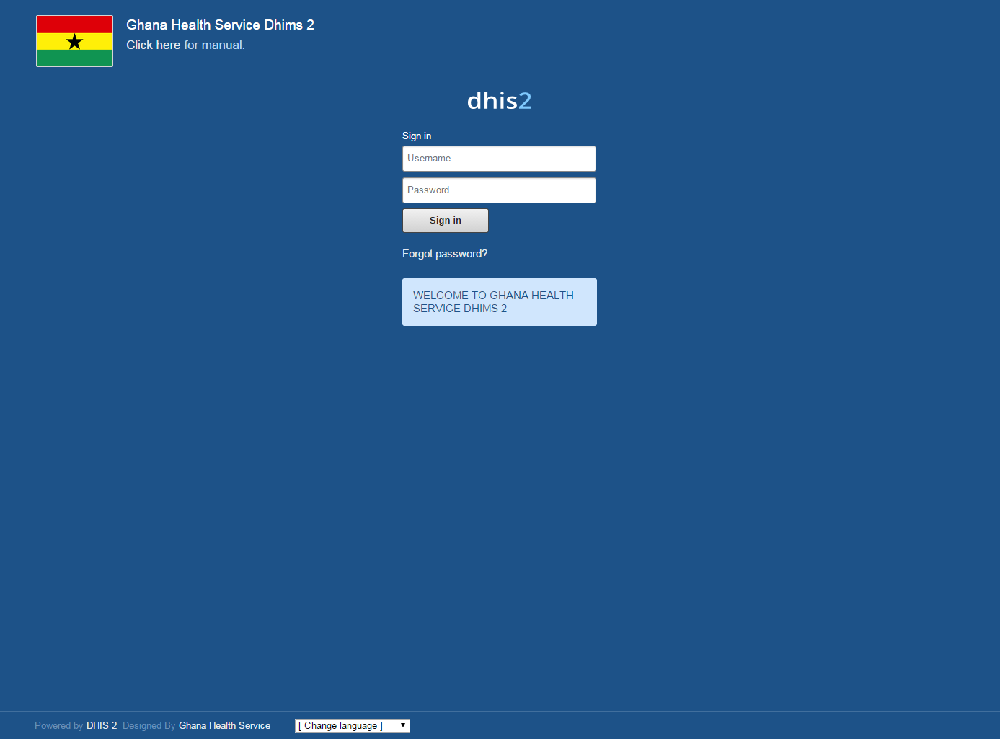 Ghana Health Service Dhims 2
Click here for manual.
dhis2
Sign in
Username
Password
Sign in
Forgot password?
WELCOME TO GHANA HEALTH
SERVICE DHIMS 2
Powered by DHIS 2 Designed By Ghana Health Service [ Change language ]